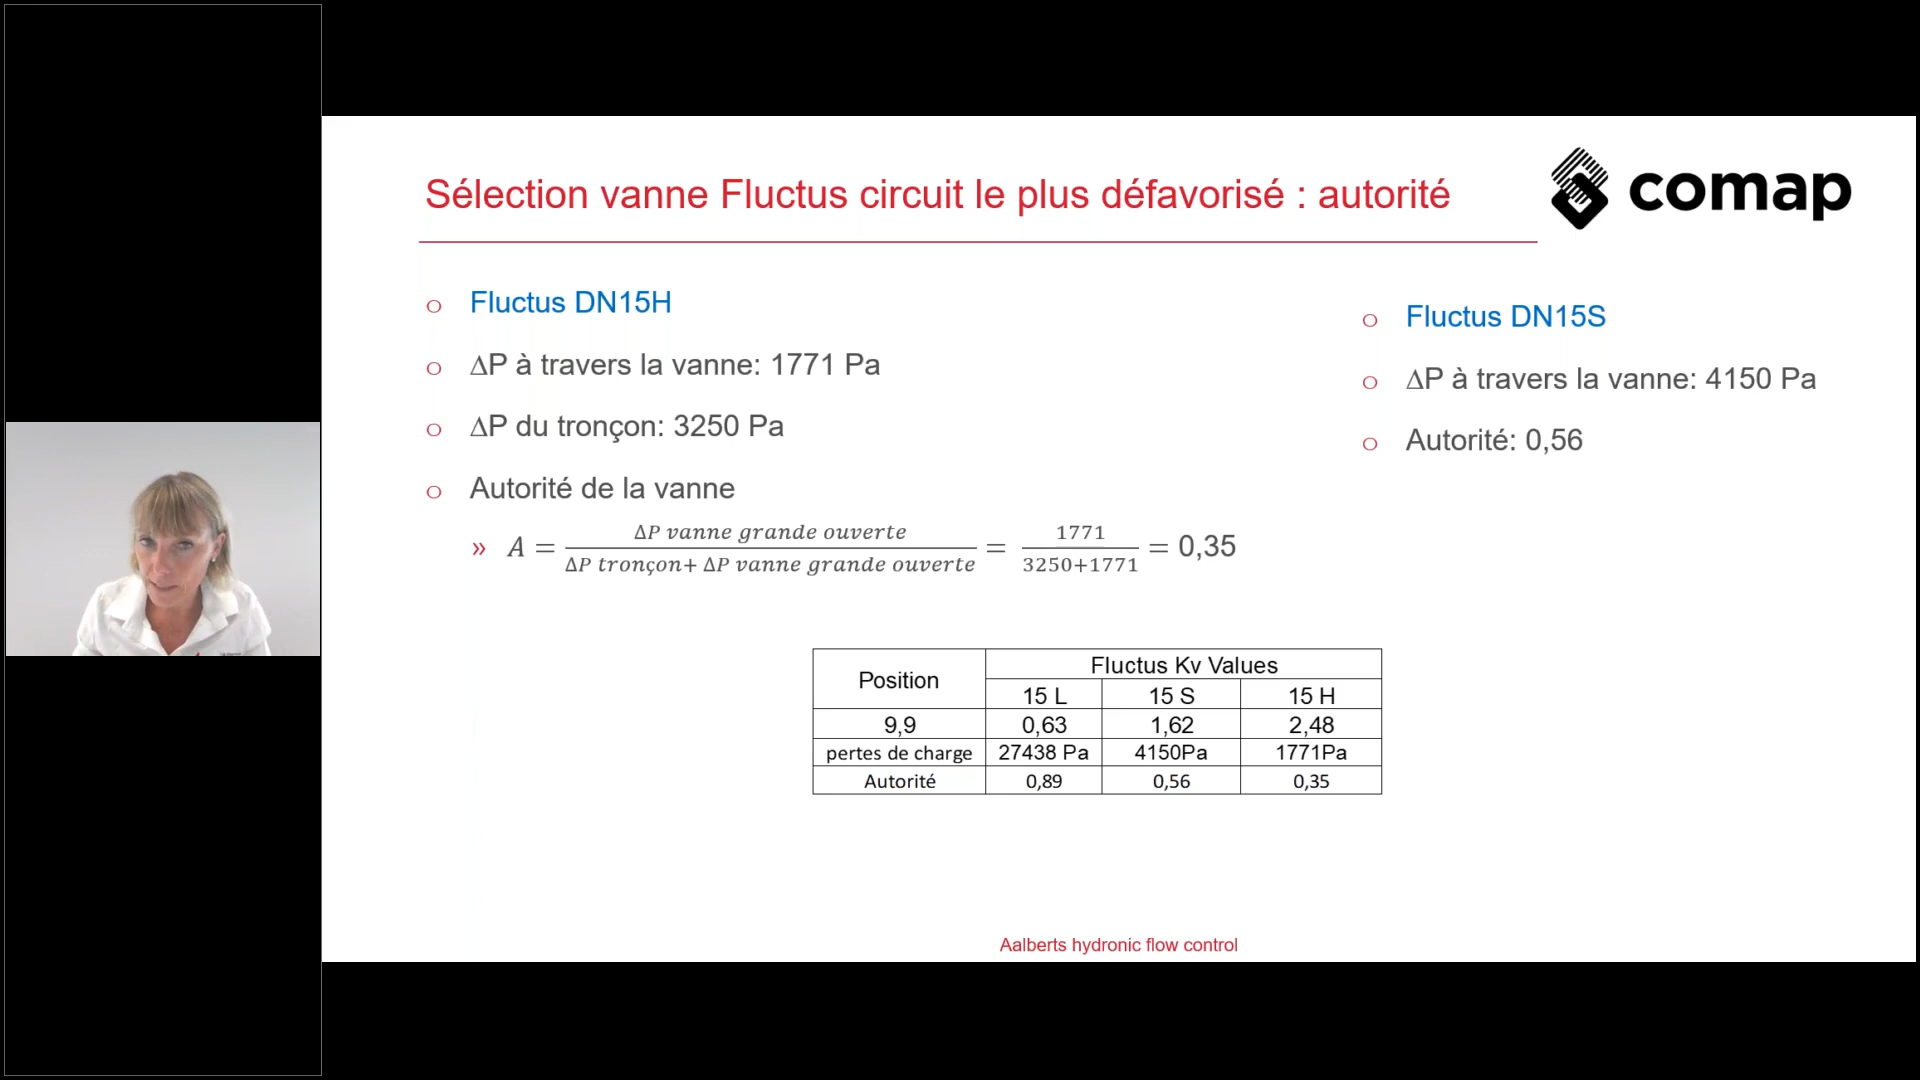 Sélection vanne Fluctus circuit le plus défavorisé : autorité
comap
o Fluctus DN15H
o ΔP à travers la vanne: 1771 Pa
o ΔP du tronçon: 3250 Pa
o Autorité de la vanne
» A = ΔP vanne grande ouverte / ΔP tronçon+ ΔP vanne grande ouverte = 1771 / 3250+1771 = 0,35
o Fluctus DN15S
o ΔP à travers la vanne: 4150 Pa
o Autorité: 0,56
Position Fluctus Kv Values
15 L 15 S 15 H
9,9 0,63 1,62 2,48
pertes de charge 27438 Pa 4150Pa 1771Pa
Autorité 0,89 0,56 0,35
Aalberts hydronic flow control